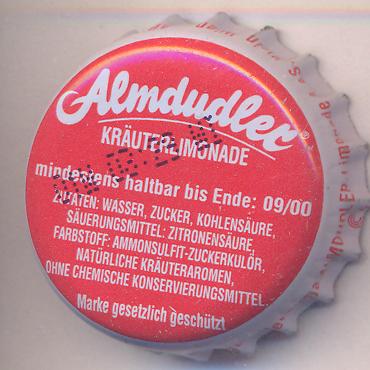 Almdudler®
KRÄUTERLIMONADE
mindestens haltbar bis Ende: 09/00
ZUTATEN: WASSER, ZUCKER, KOHLENSÄURE,
SÄUERUNGSMITTEL: ZITRONENSÄURE,
FARBSTOFF: AMMONSULFIT-ZUCKERKULÖR,
NATÜRLICHE KRÄUTERAROMEN,
OHNE CHEMISCHE KONSERVIERUNGSMITTEL.
Marke gesetzlich geschützt